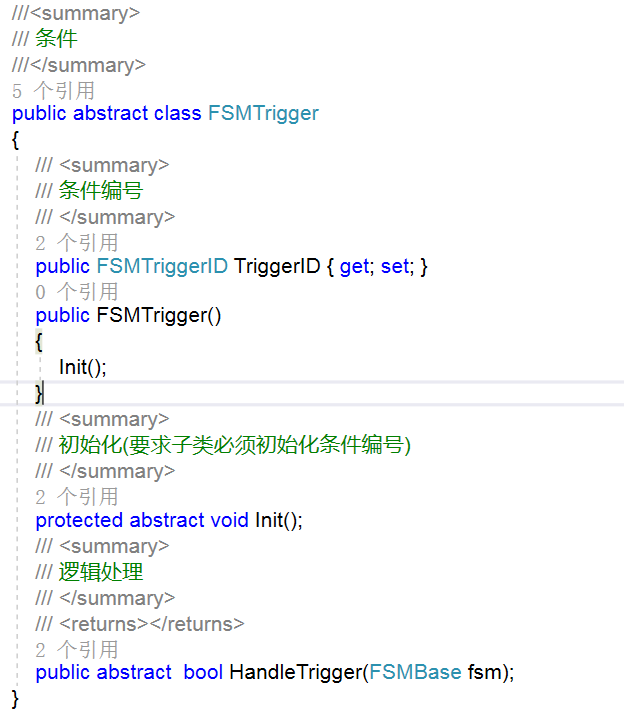 ///<summary>
/// 条件
///</summary>
5 个引用
public abstract class FSMTrigger
{
/// <summary>
/// 条件编号
/// </summary>
2 个引用
public FSMTriggerID TriggerID { get; set; }
0 个引用
public FSMTrigger()
{
Init();
}
/// <summary>
/// 初始化(要求子类必须初始化条件编号)
/// </summary>
2 个引用
protected abstract void Init();
/// <summary>
/// 逻辑处理
/// </summary>
/// <returns></returns>
2 个引用
public abstract  bool HandleTrigger(FSMBase fsm);
}